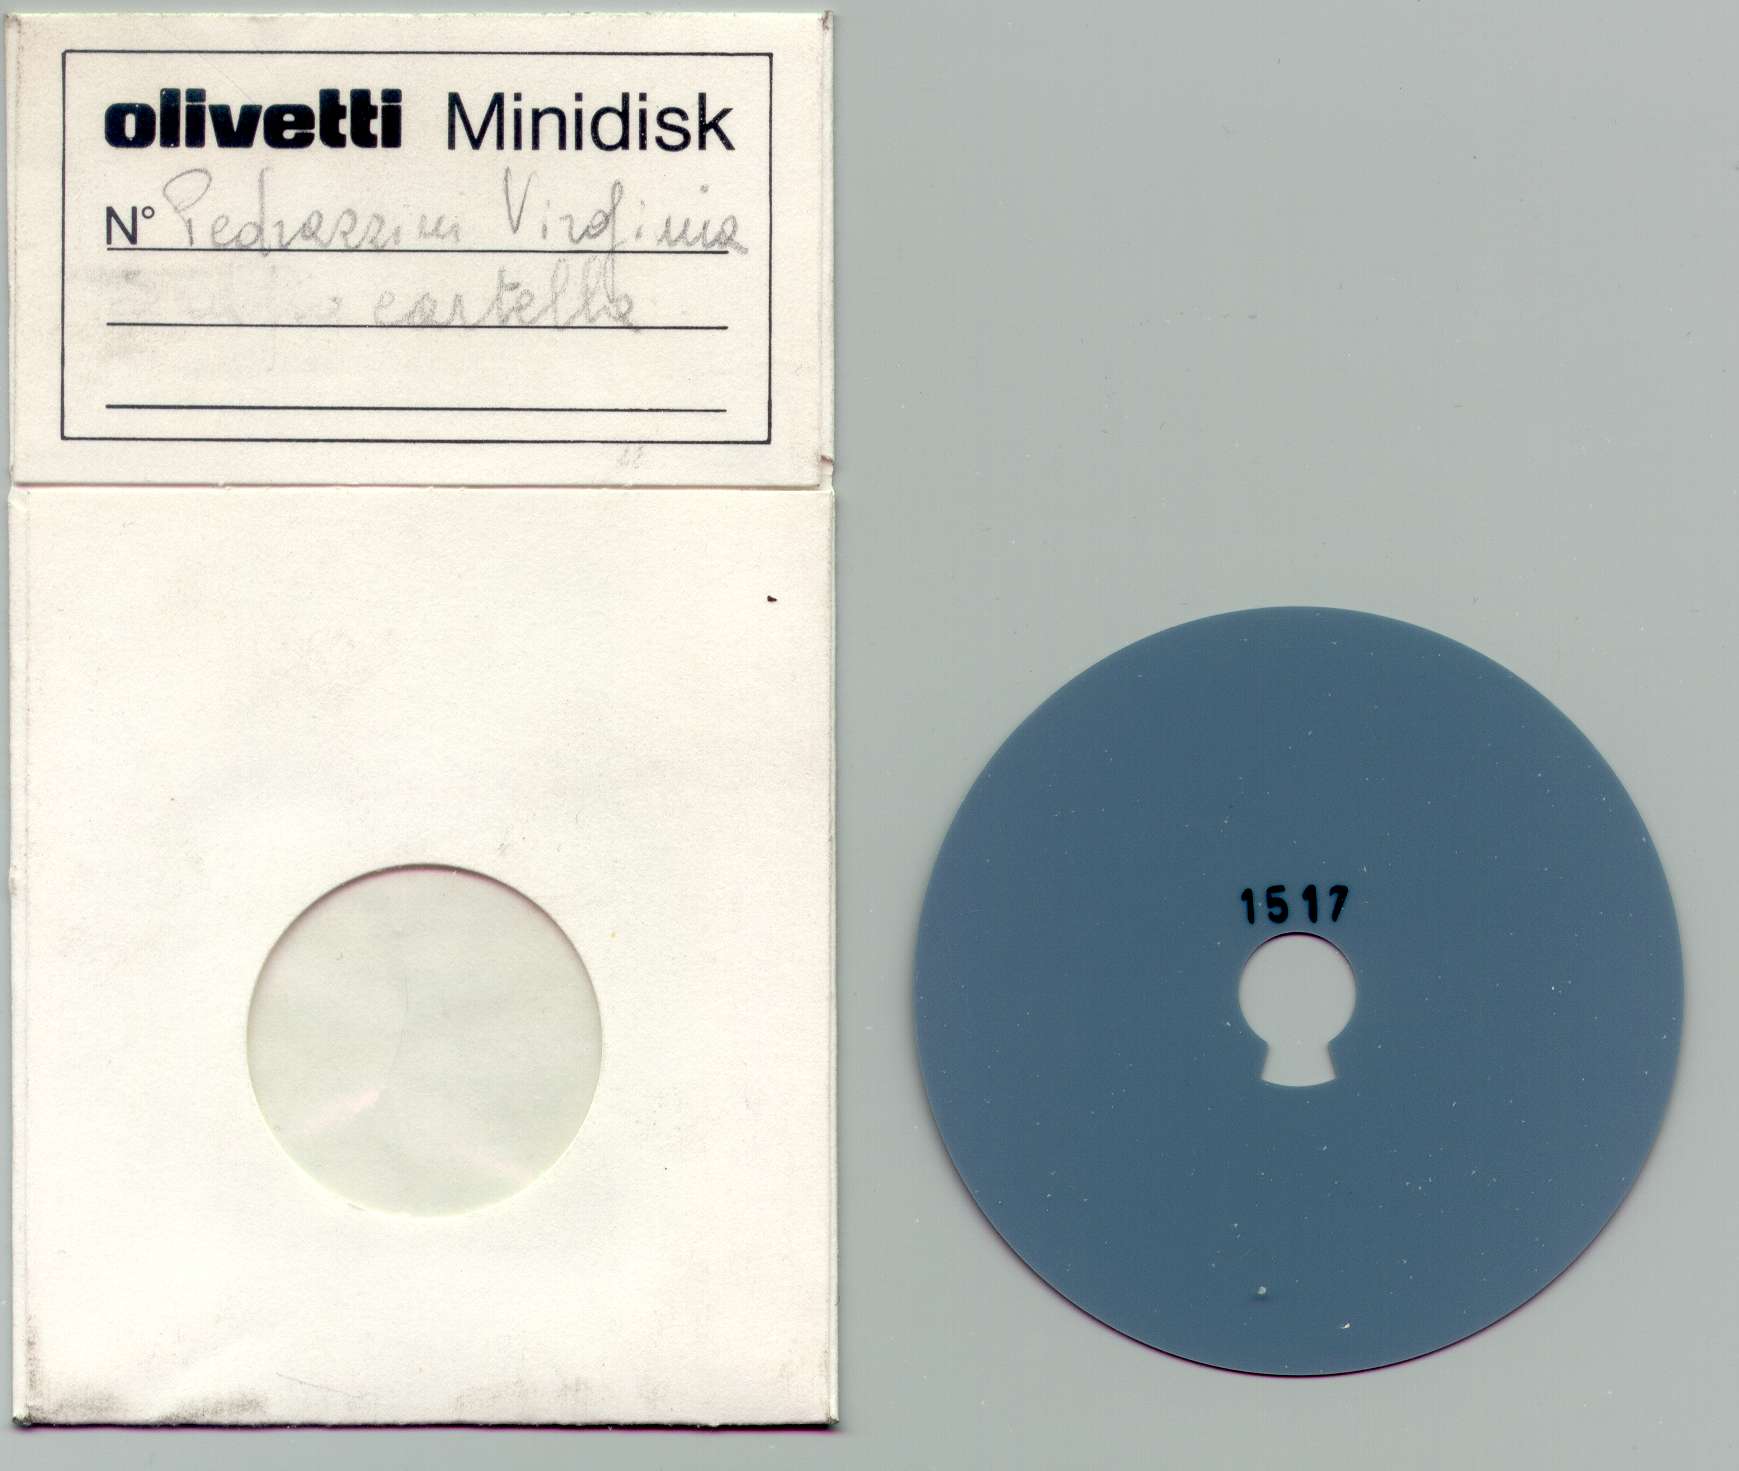 olivetti Minidisk
N° Pedrazzini Virginia
cartella
1517